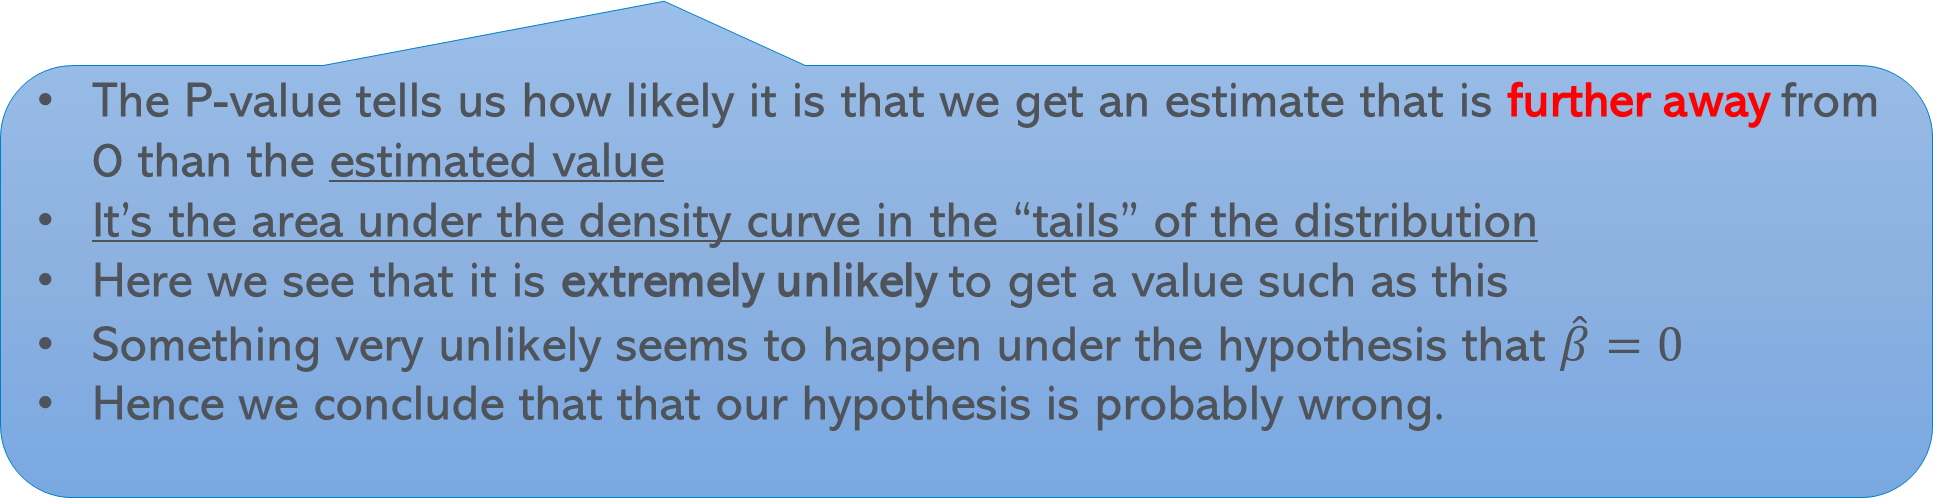 • The P-value tells us how likely it is that we get an estimate that is further away from
0 than the estimated value
• It’s the area under the density curve in the “tails” of the distribution
• Here we see that it is extremely unlikely to get a value such as this
• Something very unlikely seems to happen under the hypothesis that β̂ = 0
• Hence we conclude that that our hypothesis is probably wrong.